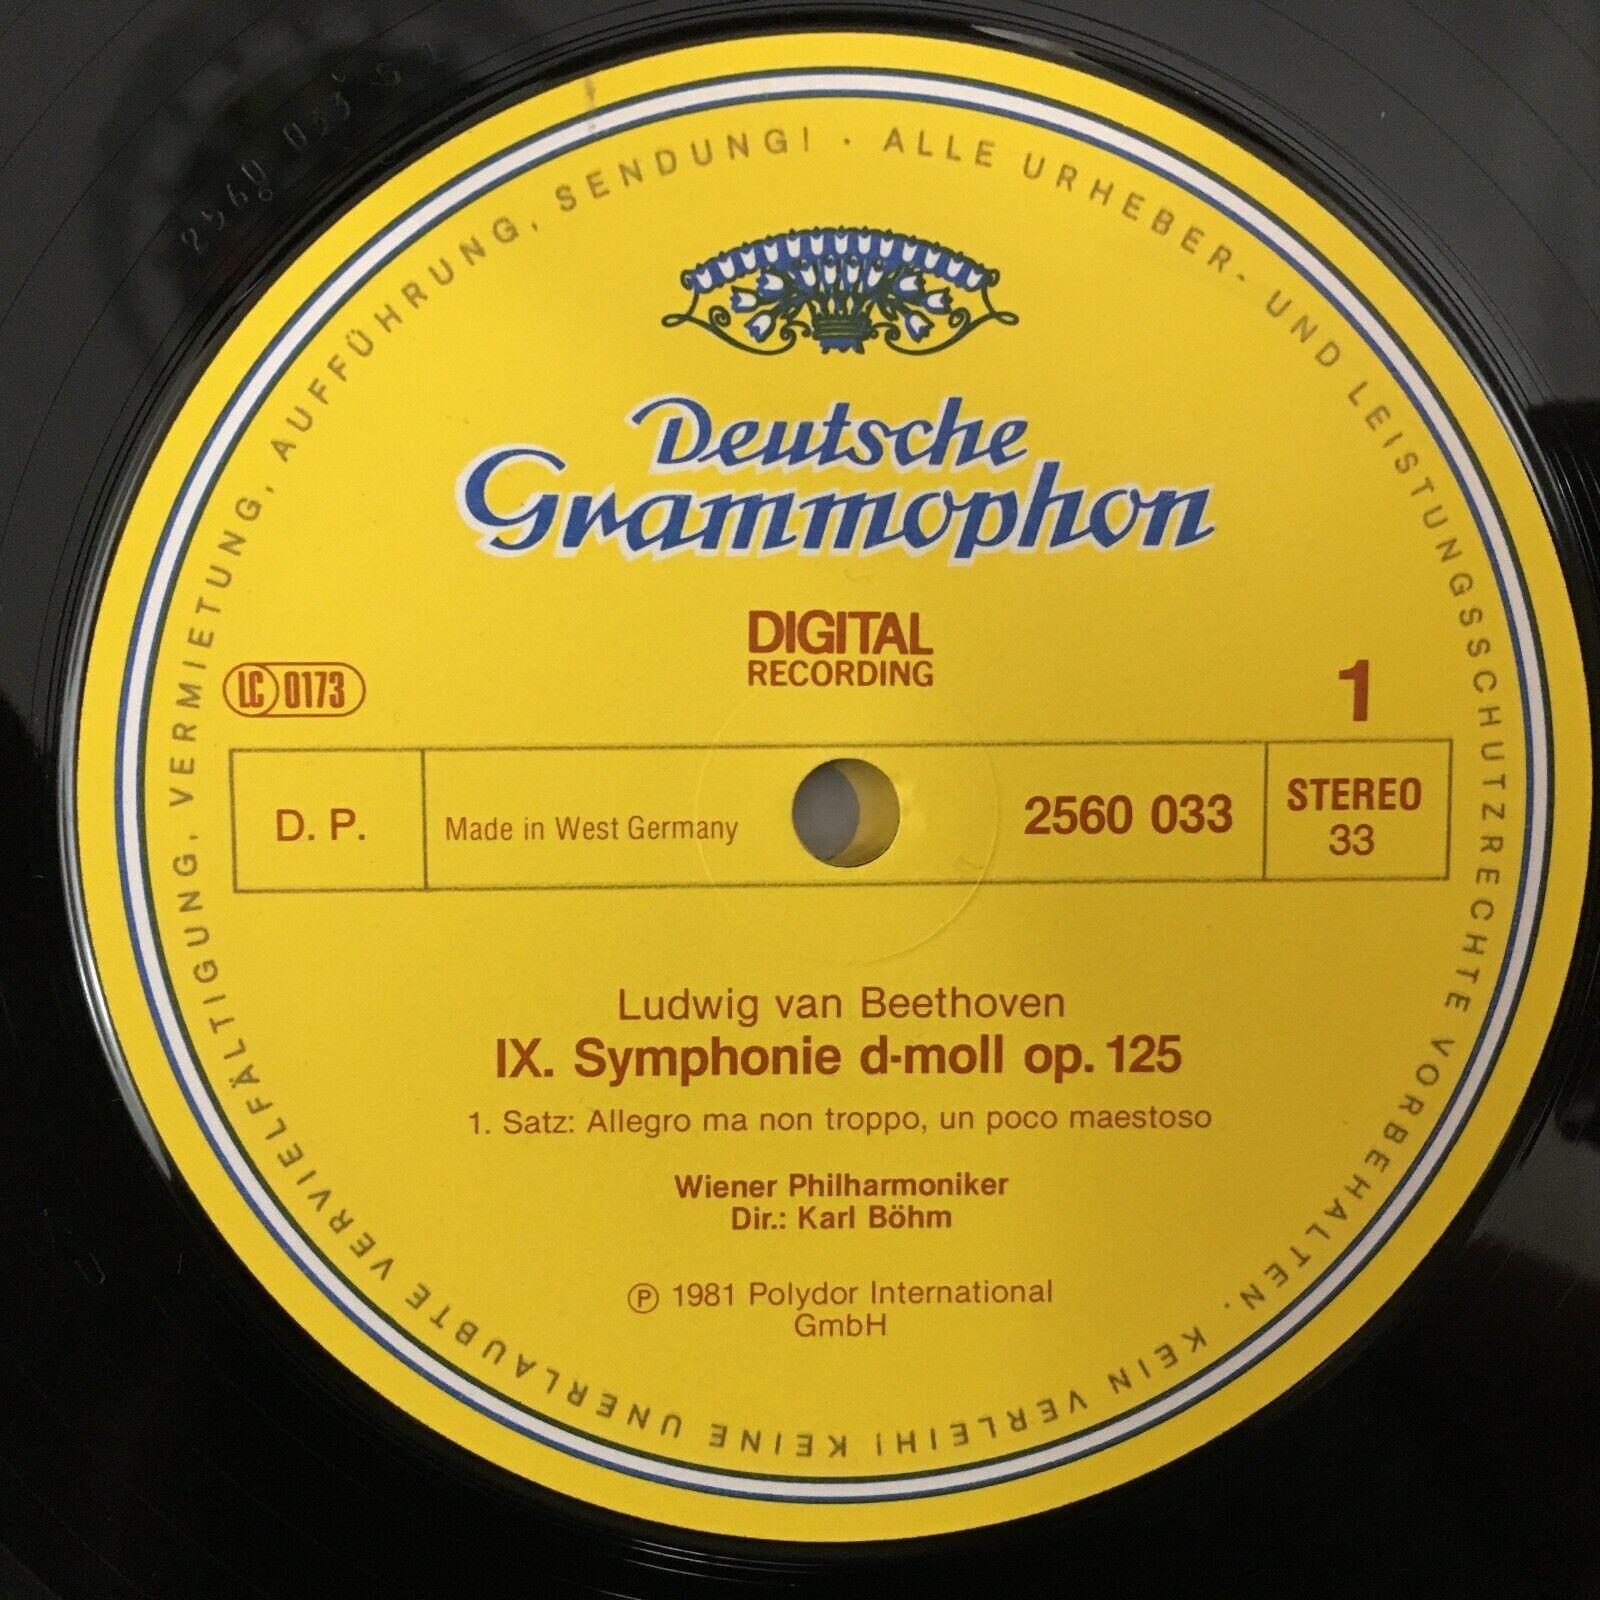 ALLE URHEBER- UND LEISTUNGSSCHUTZRECHTE VORBEHALTEN. KEIN VERLEIH! KEINE UNERLAUBTE VERVIELFÄLTIGUNG, VERMIETUNG, AUFFÜHRUNG, SENDUNG! ·
Deutsche
Grammophon
DIGITAL
RECORDING
LC 0173
1
D. P.
Made in West Germany
2560 033
STEREO
33
Ludwig van Beethoven
IX. Symphonie d-moll op. 125
1. Satz: Allegro ma non troppo, un poco maestoso
Wiener Philharmoniker
Dir.: Karl Böhm
℗ 1981 Polydor International
GmbH
2560 033